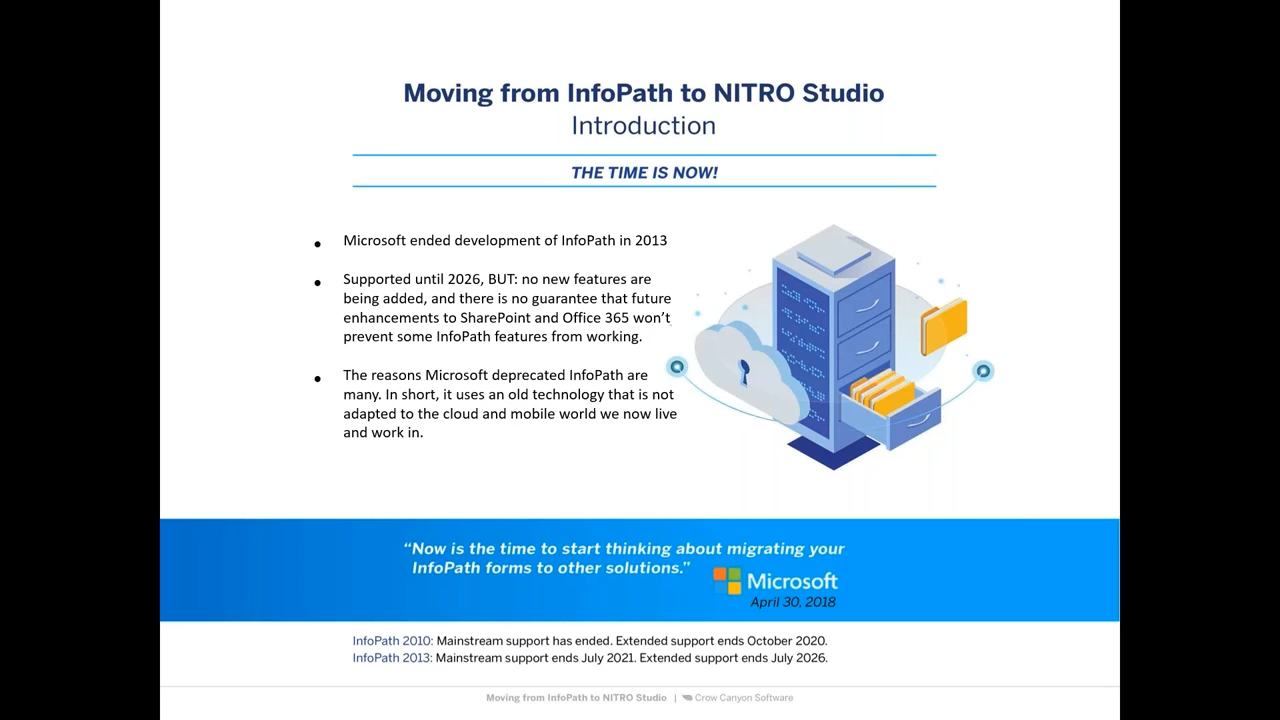 Moving from InfoPath to NITRO Studio
Introduction
THE TIME IS NOW!
• Microsoft ended development of InfoPath in 2013
• Supported until 2026, BUT: no new features are
being added, and there is no guarantee that future
enhancements to SharePoint and Office 365 won’t
prevent some InfoPath features from working.
• The reasons Microsoft deprecated InfoPath are
many. In short, it uses an old technology that is not
adapted to the cloud and mobile world we now live
and work in.
“Now is the time to start thinking about migrating your
InfoPath forms to other solutions.”
Microsoft
April 30, 2018
InfoPath 2010: Mainstream support has ended. Extended support ends October 2020.
InfoPath 2013: Mainstream support ends July 2021. Extended support ends July 2026.
Moving from InfoPath to NITRO Studio | Crow Canyon Software